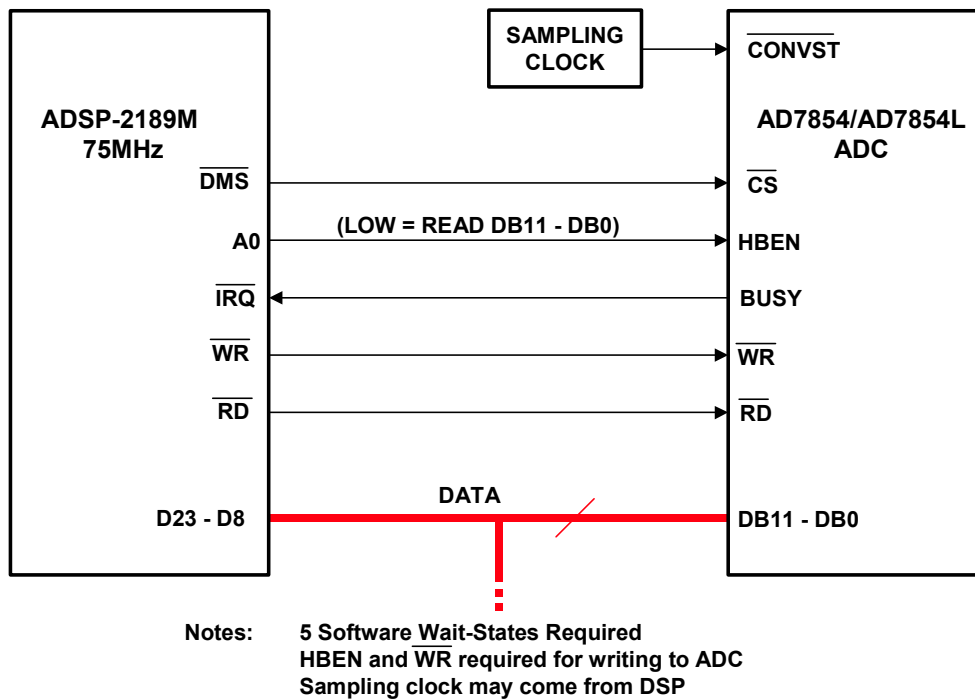 SAMPLING
CLOCK
CONVST
ADSP-2189M
75MHz
AD7854/AD7854L
ADC
DMS
CS
A0
(LOW = READ DB11 - DB0)
HBEN
IRQ
BUSY
WR
WR
RD
RD
DATA
D23 - D8
DB11 - DB0
Notes: 5 Software Wait-States Required
HBEN and WR required for writing to ADC
Sampling clock may come from DSP